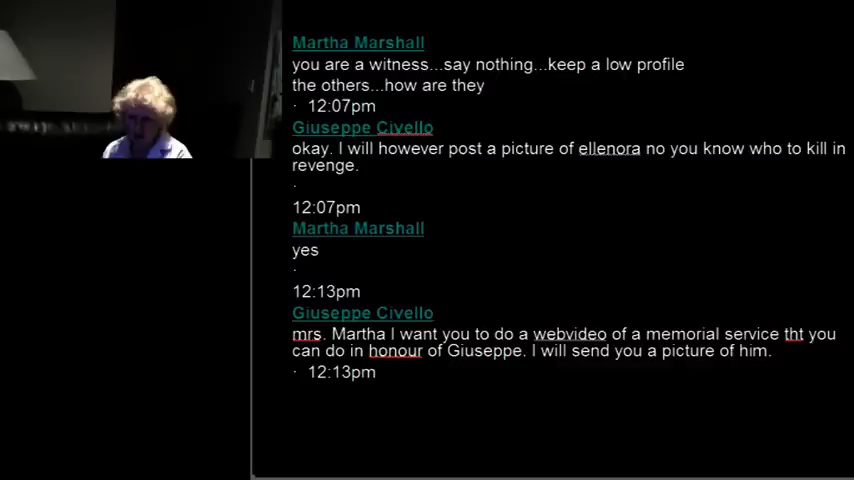 Martha Marshall
you are a witness...say nothing...keep a low profile
the others...how are they
· 12:07pm
Giuseppe Civello
okay. I will however post a picture of ellenora no you know who to kill in
revenge.
·
12:07pm
Martha Marshall
yes
·
12:13pm
Giuseppe Civello
mrs. Martha I want you to do a webvideo of a memorial service tht you
can do in honour of Giuseppe. I will send you a picture of him.
· 12:13pm